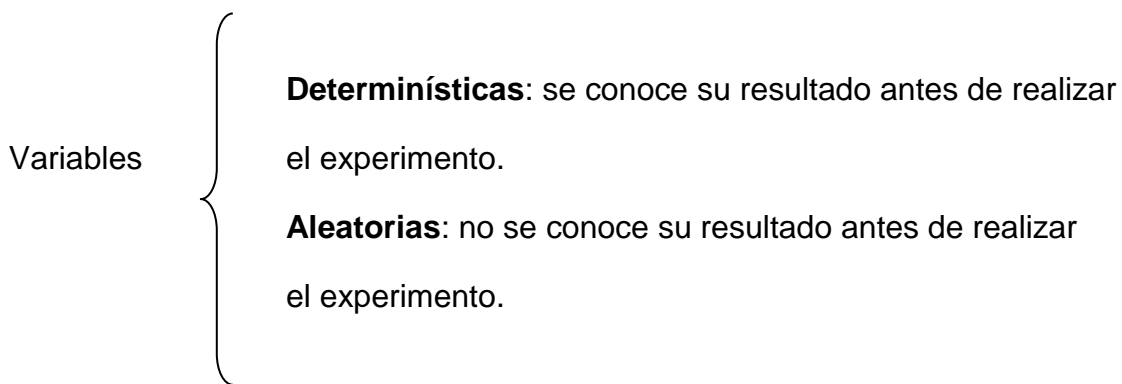 Determinísticas: se conoce su resultado antes de realizar
Variables
el experimento.
Aleatorias: no se conoce su resultado antes de realizar
el experimento.